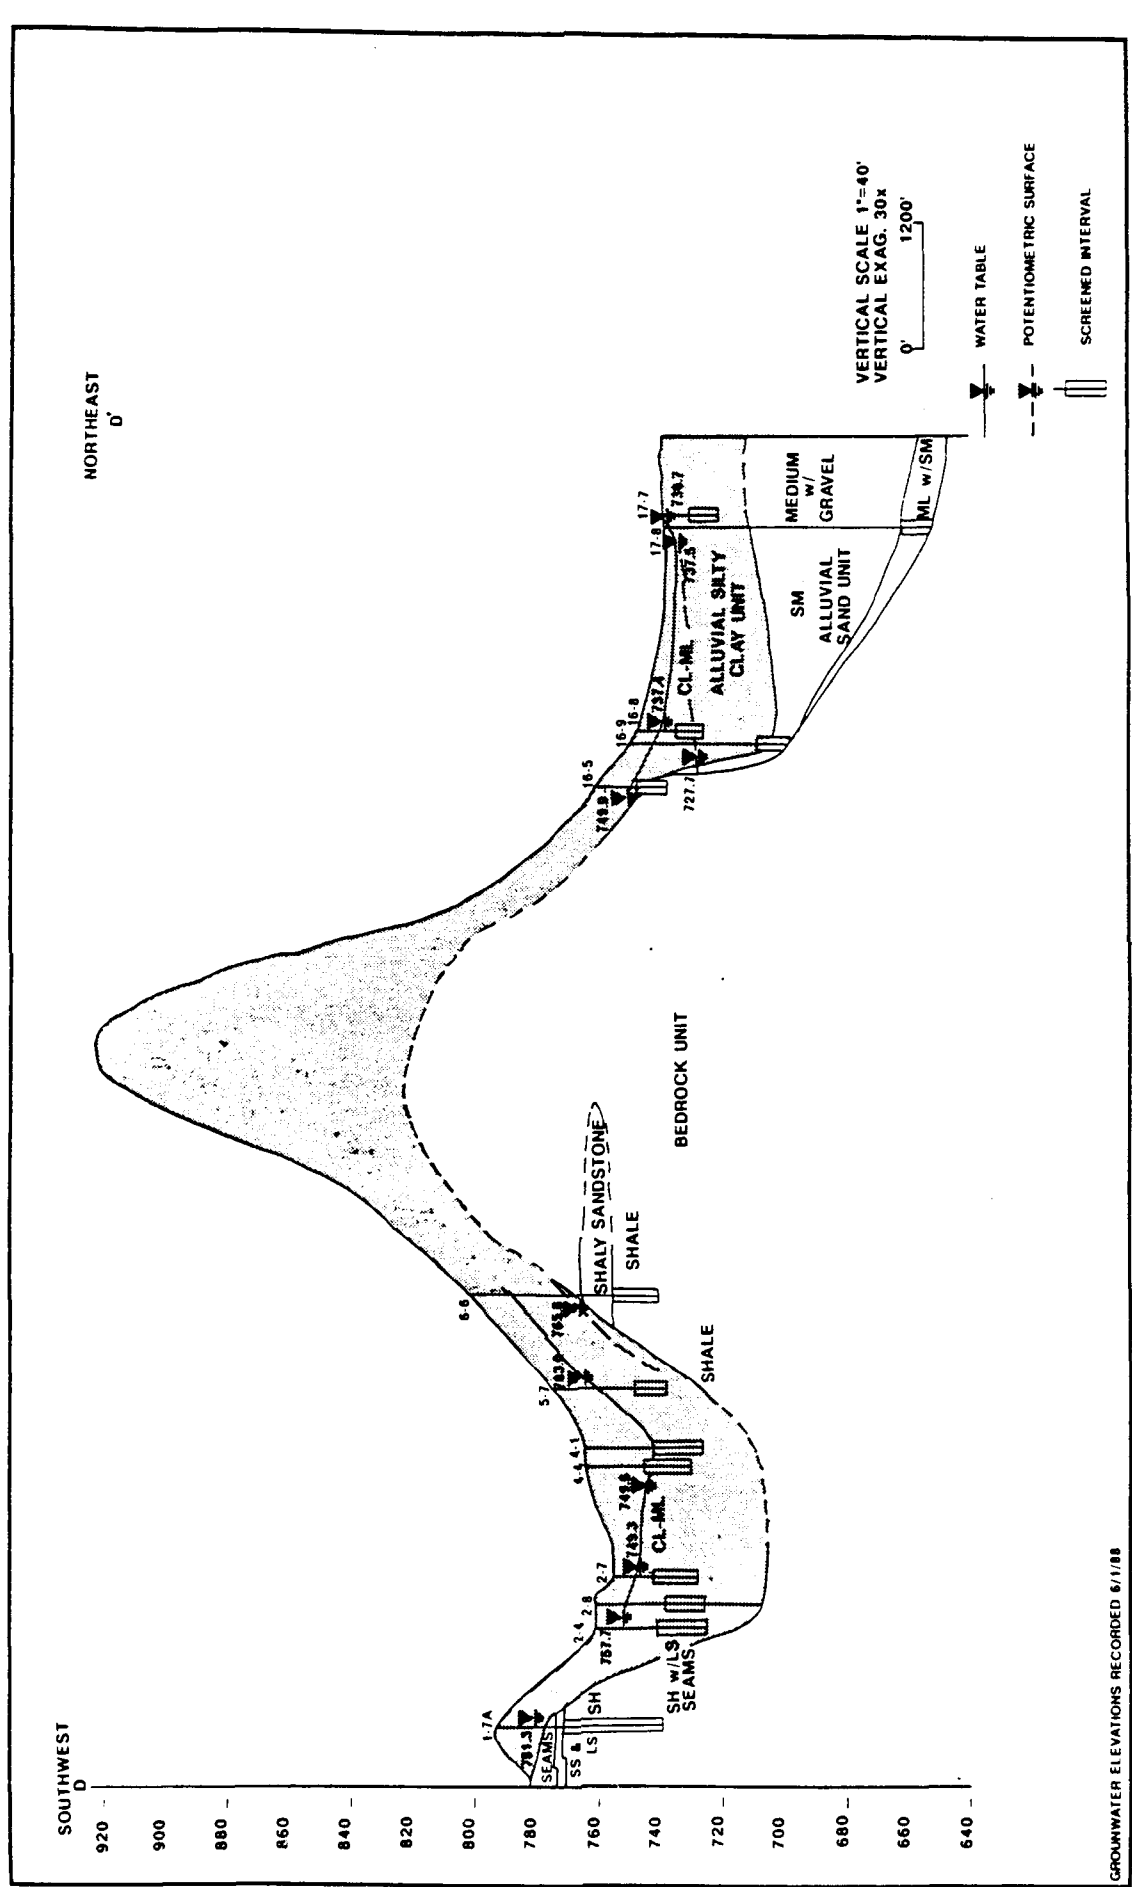 SOUTHWEST
D
NORTHEAST
D'
920
900
880
860
840
820
800
780
760
740
720
700
680
660
640
1-7A
781.3
SEAMS
SS &
LS
SH
SH w/LS
SEAMS
2-4
2-8
2-7
757.7
749.3
CL-ML
4-4
4-1
5-7
6-6
765.8
SHALE
SHALY SANDSTONE
SHALE
BEDROCK UNIT
16-5
16-9
16-8
749.9
737.4
727.7
CL-ML
ALLUVIAL SILTY
CLAY UNIT
SM
ALLUVIAL
SAND UNIT
17-8
17-7
737.5
MEDIUM
w/
GRAVEL
ML w/SM
VERTICAL SCALE 1"=40'
VERTICAL EXAG. 30x
0'
1200'
WATER TABLE
POTENTIOMETRIC SURFACE
SCREENED INTERVAL
GROUNWATER ELEVATIONS RECORDED 6/1/88